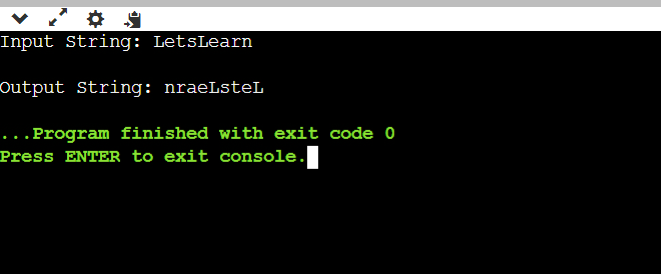 Input String: LetsLearn
Output String: nraeLsteL
...Program finished with exit code 0
Press ENTER to exit console.